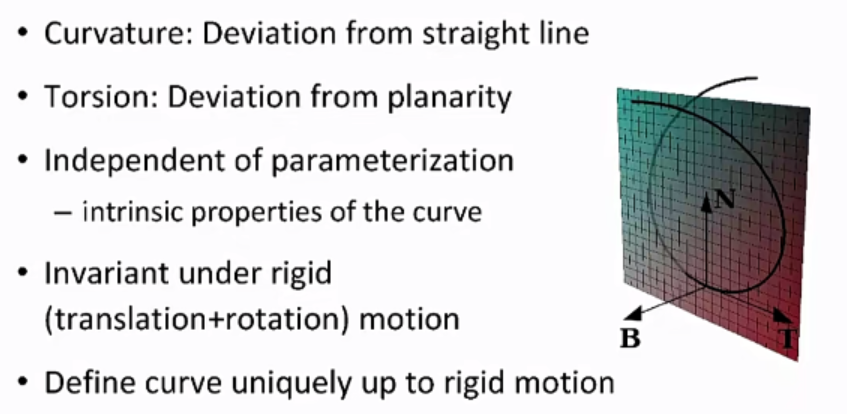 • Curvature: Deviation from straight line
• Torsion: Deviation from planarity
• Independent of parameterization
– intrinsic properties of the curve
• Invariant under rigid
(translation+rotation) motion
• Define curve uniquely up to rigid motion
N
B
T